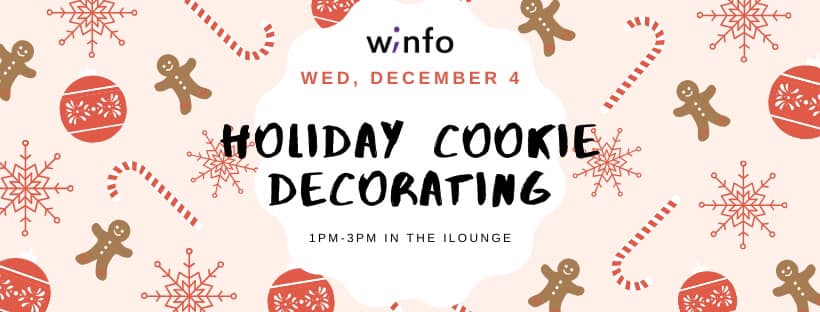 winfo
WED, DECEMBER 4
HOLIDAY COOKIE
DECORATING
1PM-3PM IN THE ILOUNGE